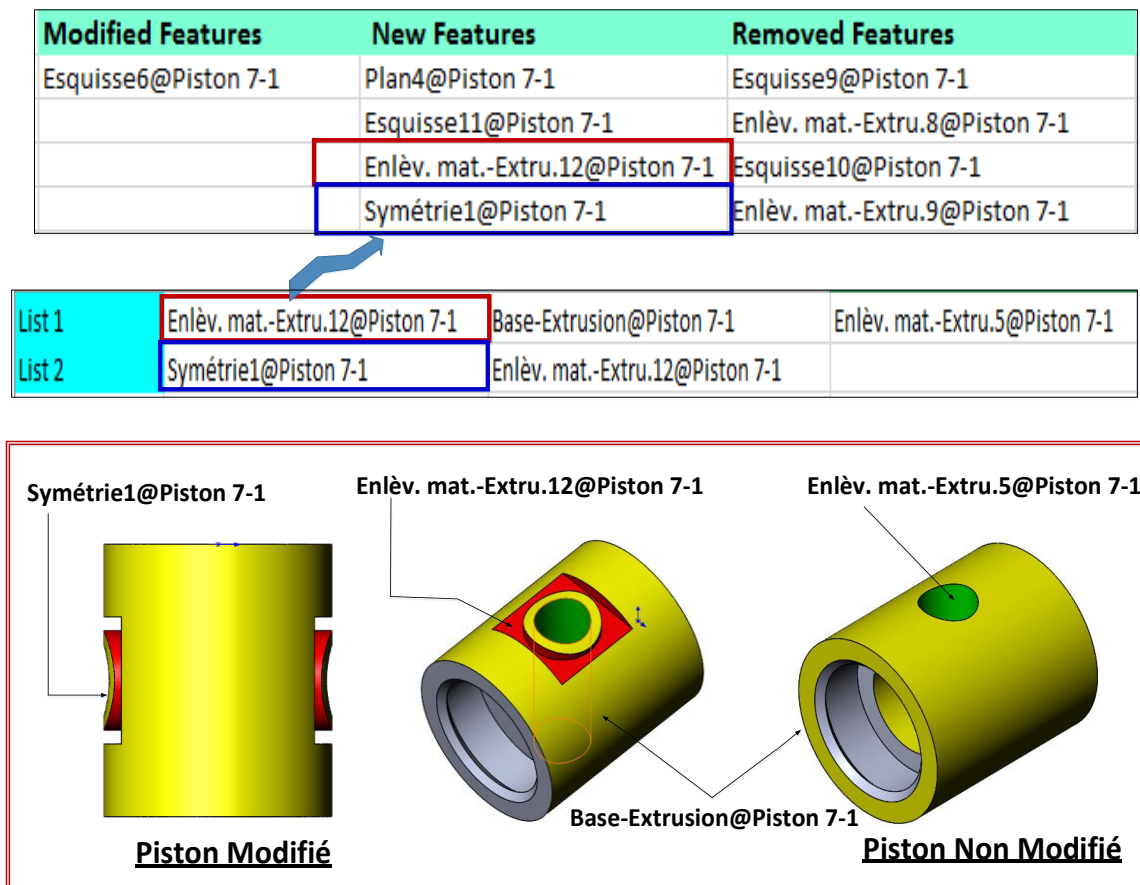 Modified Features New Features Removed Features
Esquisse6@Piston 7-1 Plan4@Piston 7-1 Esquisse9@Piston 7-1
Esquisse11@Piston 7-1 Enlèv. mat.-Extru.8@Piston 7-1
Enlèv. mat.-Extru.12@Piston 7-1 Esquisse10@Piston 7-1
Symétrie1@Piston 7-1 Enlèv. mat.-Extru.9@Piston 7-1
List 1 Enlèv. mat.-Extru.12@Piston 7-1 Base-Extrusion@Piston 7-1 Enlèv. mat.-Extru.5@Piston 7-1
List 2 Symétrie1@Piston 7-1 Enlèv. mat.-Extru.12@Piston 7-1
Symétrie1@Piston 7-1 Enlèv. mat.-Extru.12@Piston 7-1 Enlèv. mat.-Extru.5@Piston 7-1
Base-Extrusion@Piston 7-1
Piston Modifié Piston Non Modifié